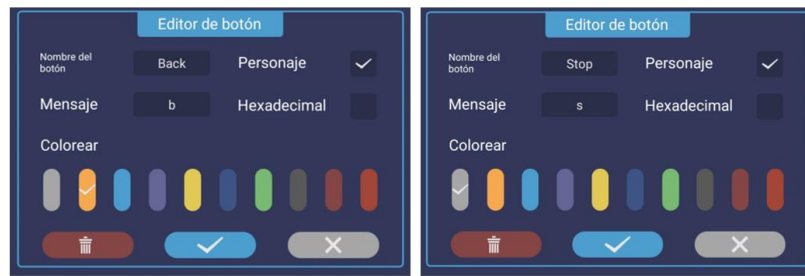 Editor de botón
Nombre del
botón
Back
Personaje
Mensaje
b
Hexadecimal
Colorear
Editor de botón
Nombre del
botón
Stop
Personaje
Mensaje
s
Hexadecimal
Colorear